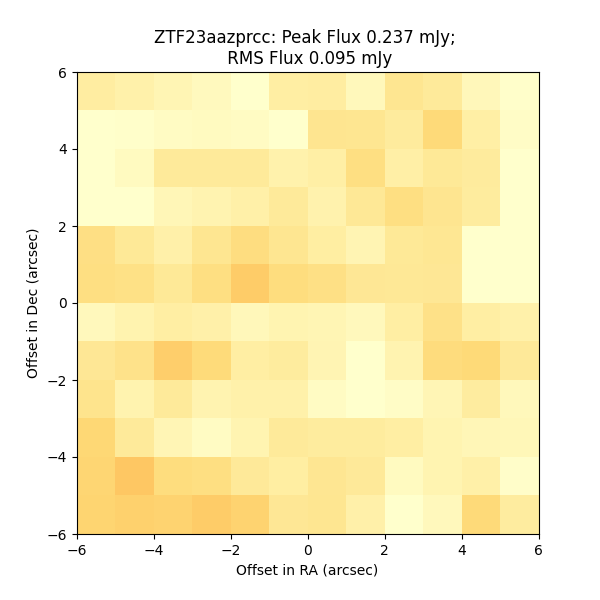 ZTF23aazprcc: Peak Flux 0.237 mJy;
RMS Flux 0.095 mJy
6
4
2
0
−2
−4
−6
Offset in Dec (arcsec)
−6 −4 −2 0 2 4 6
Offset in RA (arcsec)